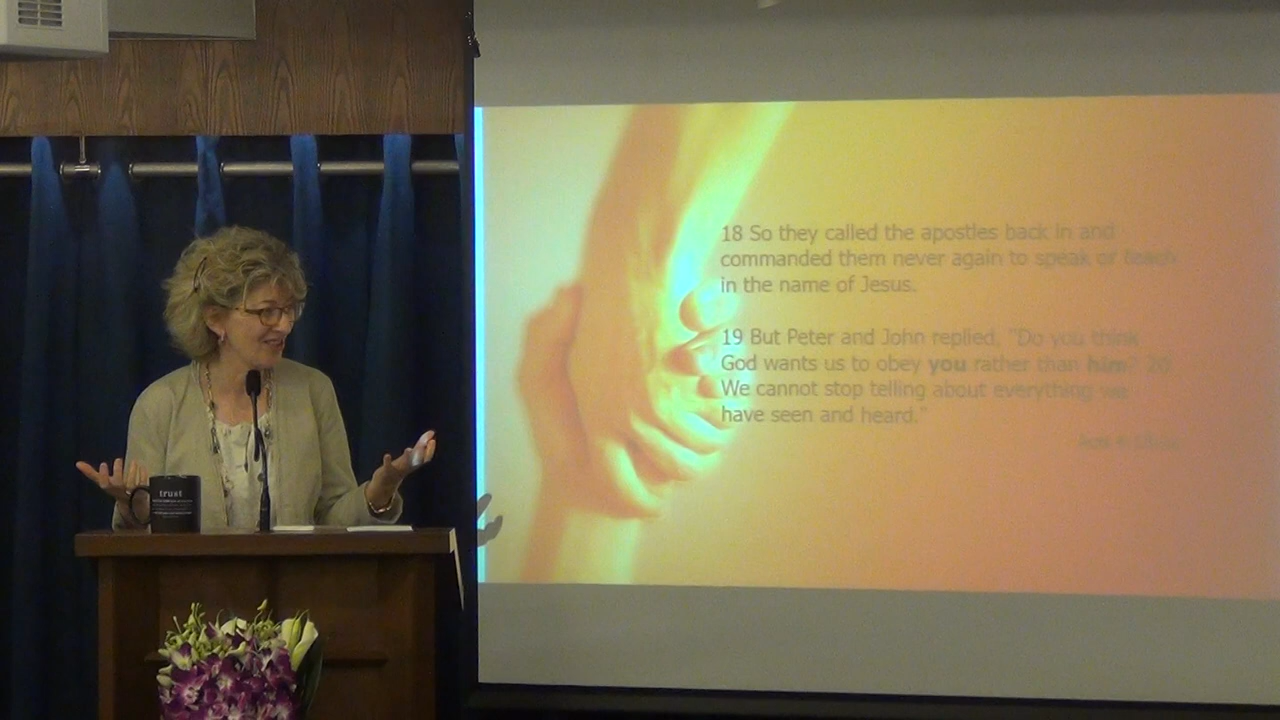 trust
18 So they called the apostles back in and
commanded them never again to speak or teach
in the name of Jesus.
19 But Peter and John replied, "Do you think
God wants us to obey you rather than him" 20
We cannot stop telling about everything we
have seen and heard."